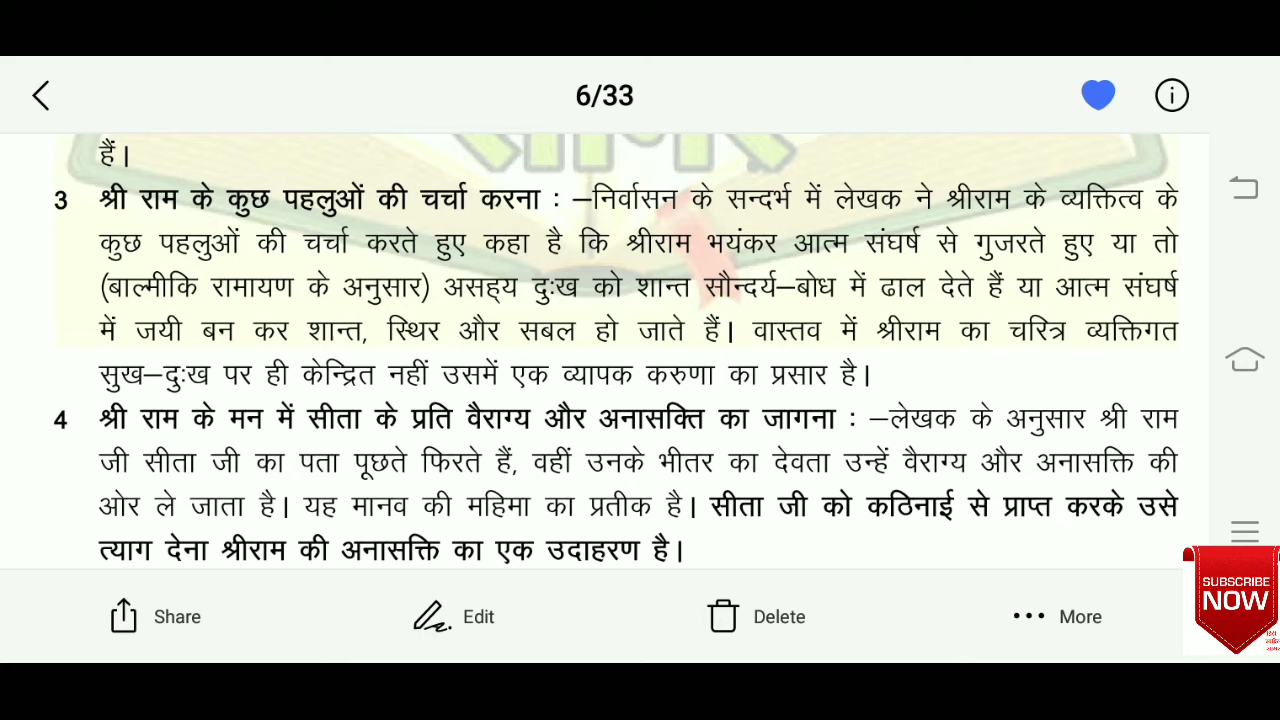 6/33
हैं।
3 श्री राम के कुछ पहलुओं की चर्चा करना : –निर्वासन के सन्दर्भ में लेखक ने श्रीराम के व्यक्तित्व के
कुछ पहलुओं की चर्चा करते हुए कहा है कि श्रीराम भयंकर आत्म संघर्ष से गुजरते हुए या तो
(बाल्मीकि रामायण के अनुसार) असह्य दुःख को शान्त सौन्दर्य–बोध में ढाल देते हैं या आत्म संघर्ष
में जयी बन कर शान्त, स्थिर और सबल हो जाते हैं। वास्तव में श्रीराम का चरित्र व्यक्तिगत
सुख–दुःख पर ही केन्द्रित नहीं उसमें एक व्यापक करुणा का प्रसार है।
4 श्री राम के मन में सीता के प्रति वैराग्य और अनासक्ति का जागना : –लेखक के अनुसार श्री राम
जी सीता जी का पता पूछते फिरते हैं, वहीं उनके भीतर का देवता उन्हें वैराग्य और अनासक्ति की
ओर ले जाता है। यह मानव की महिमा का प्रतीक है। सीता जी को कठिनाई से प्राप्त करके उसे
त्याग देना श्रीराम की अनासक्ति का एक उदाहरण है।
Share Edit Delete More
SUBSCRIBE
NOW